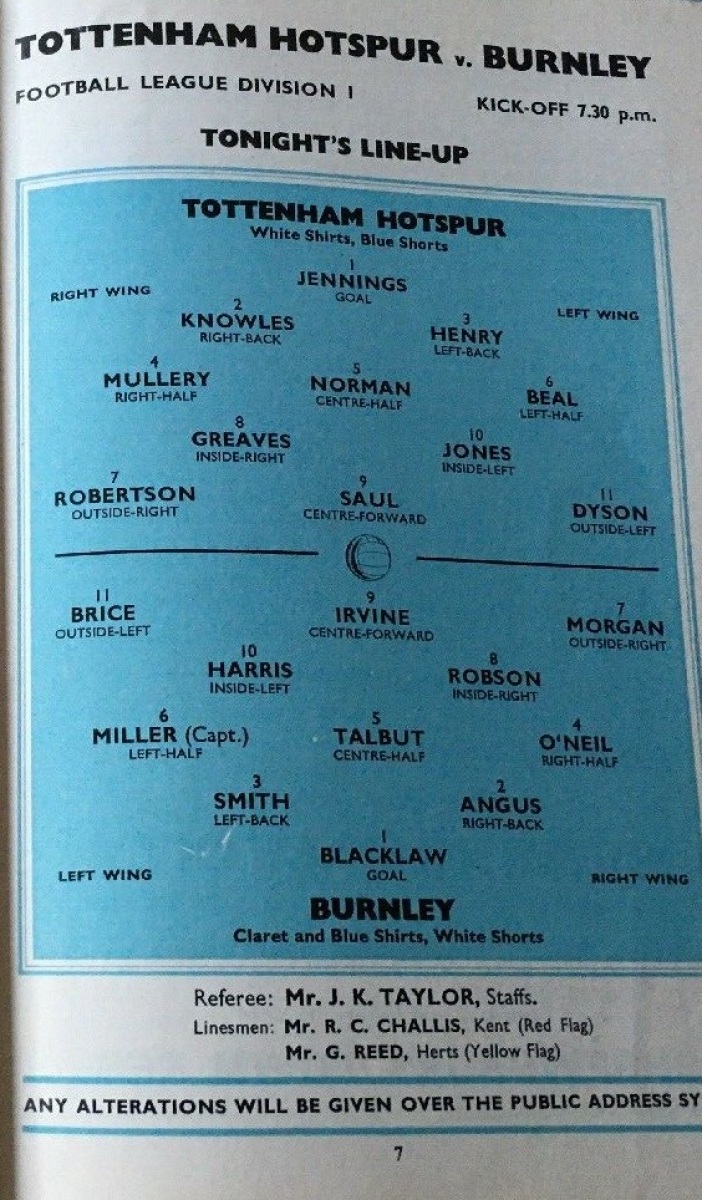 TOTTENHAM HOTSPUR v. BURNLEY
FOOTBALL LEAGUE DIVISION 1
KICK-OFF 7.30 p.m.
TONIGHT'S LINE-UP
TOTTENHAM HOTSPUR
White Shirts, Blue Shorts
RIGHT WING
LEFT WING
1
JENNINGS
GOAL
2
KNOWLES
RIGHT-BACK
3
HENRY
LEFT-BACK
4
MULLERY
RIGHT-HALF
5
NORMAN
CENTRE-HALF
6
BEAL
LEFT-HALF
8
GREAVES
INSIDE-RIGHT
10
JONES
INSIDE-LEFT
7
ROBERTSON
OUTSIDE-RIGHT
9
SAUL
CENTRE-FORWARD
11
DYSON
OUTSIDE-LEFT
11
BRICE
OUTSIDE-LEFT
9
IRVINE
CENTRE-FORWARD
7
MORGAN
OUTSIDE-RIGHT
10
HARRIS
INSIDE-LEFT
8
ROBSON
INSIDE-RIGHT
6
MILLER (Capt.)
LEFT-HALF
5
TALBUT
CENTRE-HALF
4
O'NEIL
RIGHT-HALF
3
SMITH
LEFT-BACK
2
ANGUS
RIGHT-BACK
1
BLACKLAW
GOAL
LEFT WING
RIGHT WING
BURNLEY
Claret and Blue Shirts, White Shorts
Referee: Mr. J. K. TAYLOR, Staffs.
Linesmen: Mr. R. C. CHALLIS, Kent (Red Flag)
Mr. G. REED, Herts (Yellow Flag)
ANY ALTERATIONS WILL BE GIVEN OVER THE PUBLIC ADDRESS SY
7